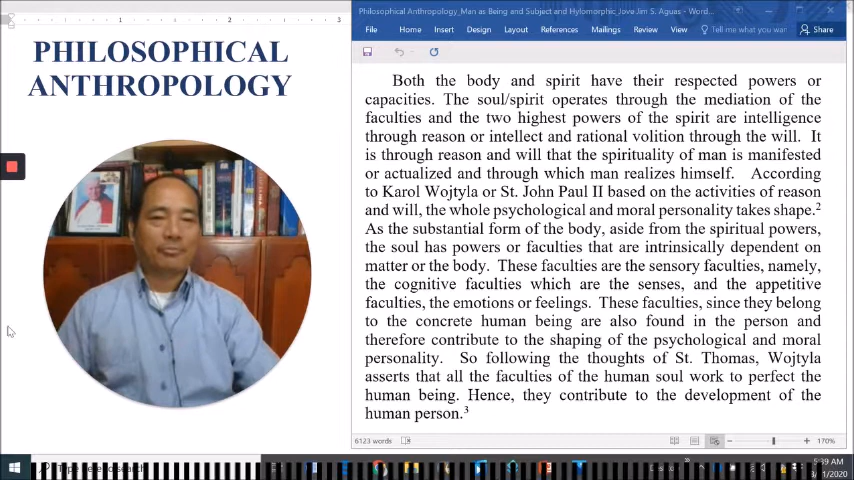 Philosophical Anthropology_Man as Being and Subject and Hylomorphic_Jove Jim S. Aguas - Word...
File Home Insert Design Layout References Mailings Review View Tell me what you want Share
1 2 3
PHILOSOPHICAL
ANTHROPOLOGY
Both the body and spirit have their respected powers or
capacities. The soul/spirit operates through the mediation of the
faculties and the two highest powers of the spirit are intelligence
through reason or intellect and rational volition through the will. It
is through reason and will that the spirituality of man is manifested
or actualized and through which man realizes himself. According
to Karol Wojtyla or St. John Paul II based on the activities of reason
and will, the whole psychological and moral personality takes shape.2
As the substantial form of the body, aside from the spiritual powers,
the soul has powers or faculties that are intrinsically dependent on
matter or the body. These faculties are the sensory faculties, namely,
the cognitive faculties which are the senses, and the appetitive
faculties, the emotions or feelings. These faculties, since they belong
to the concrete human being are also found in the person and
therefore contribute to the shaping of the psychological and moral
personality. So following the thoughts of St. Thomas, Wojtyla
asserts that all the faculties of the human soul work to perfect the
human being. Hence, they contribute to the development of the
human person.3
6123 words 170%
Type here to search
5:39 AM